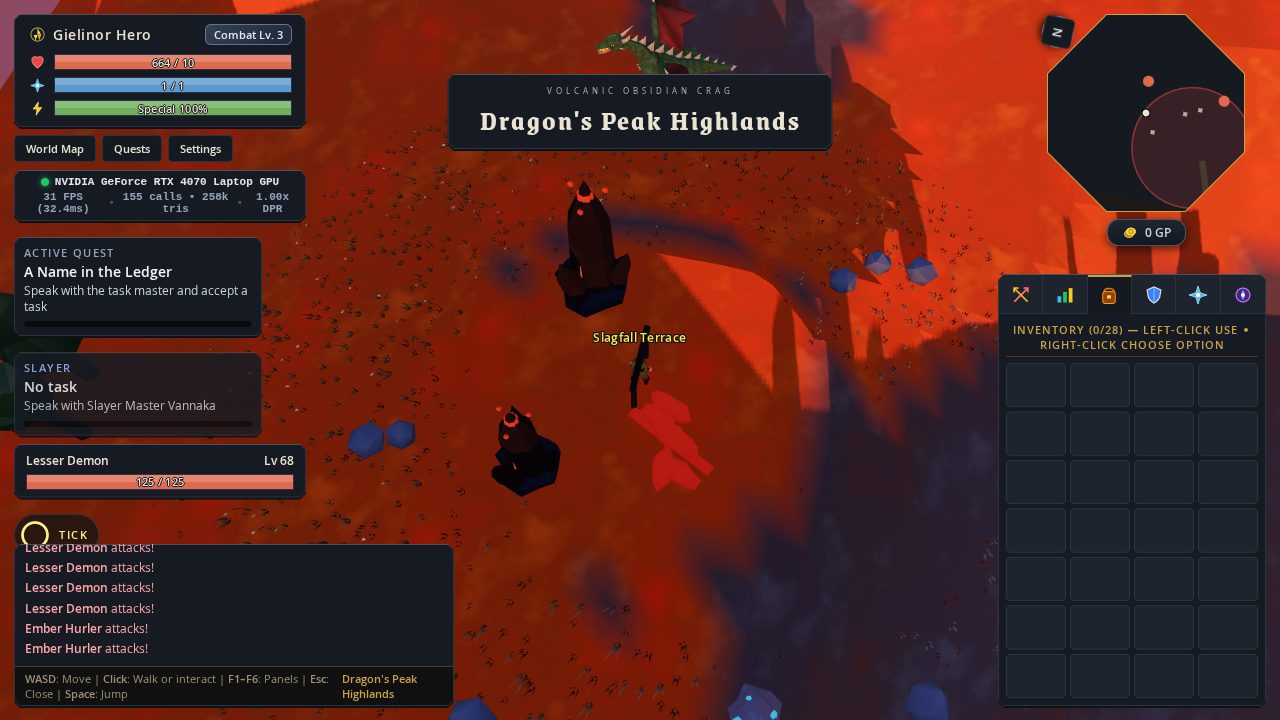 Gielinor Hero
Combat Lv. 3
664 / 10
1 / 1
Special 100%
World Map
Quests
Settings
NVIDIA GeForce RTX 4070 Laptop GPU
31 FPS (32.4ms) • 155 calls • 258k tris • 1.00x DPR
ACTIVE QUEST
A Name in the Ledger
Speak with the task master and accept a
task
SLAYER
No task
Speak with Slayer Master Vannaka
Lesser Demon
Lv 68
125 / 125
TICK
Lesser Demon attacks!
Lesser Demon attacks!
Lesser Demon attacks!
Lesser Demon attacks!
Ember Hurler attacks!
Ember Hurler attacks!
WASD: Move | Click: Walk or interact | F1–F6: Panels | Esc:
Close | Space: Jump
Dragon's Peak
Highlands
VOLCANIC OBSIDIAN CRAG
Dragon's Peak Highlands
Slagfall Terrace
N
0 GP
INVENTORY (0/28) — LEFT-CLICK USE •
RIGHT-CLICK CHOOSE OPTION